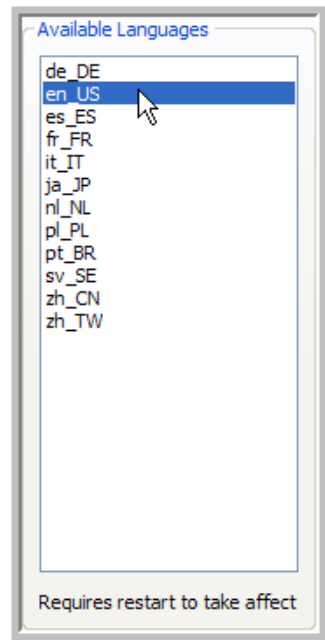 Available Languages
de_DE
en_US
es_ES
fr_FR
it_IT
ja_JP
nl_NL
pl_PL
pt_BR
sv_SE
zh_CN
zh_TW
Requires restart to take affect